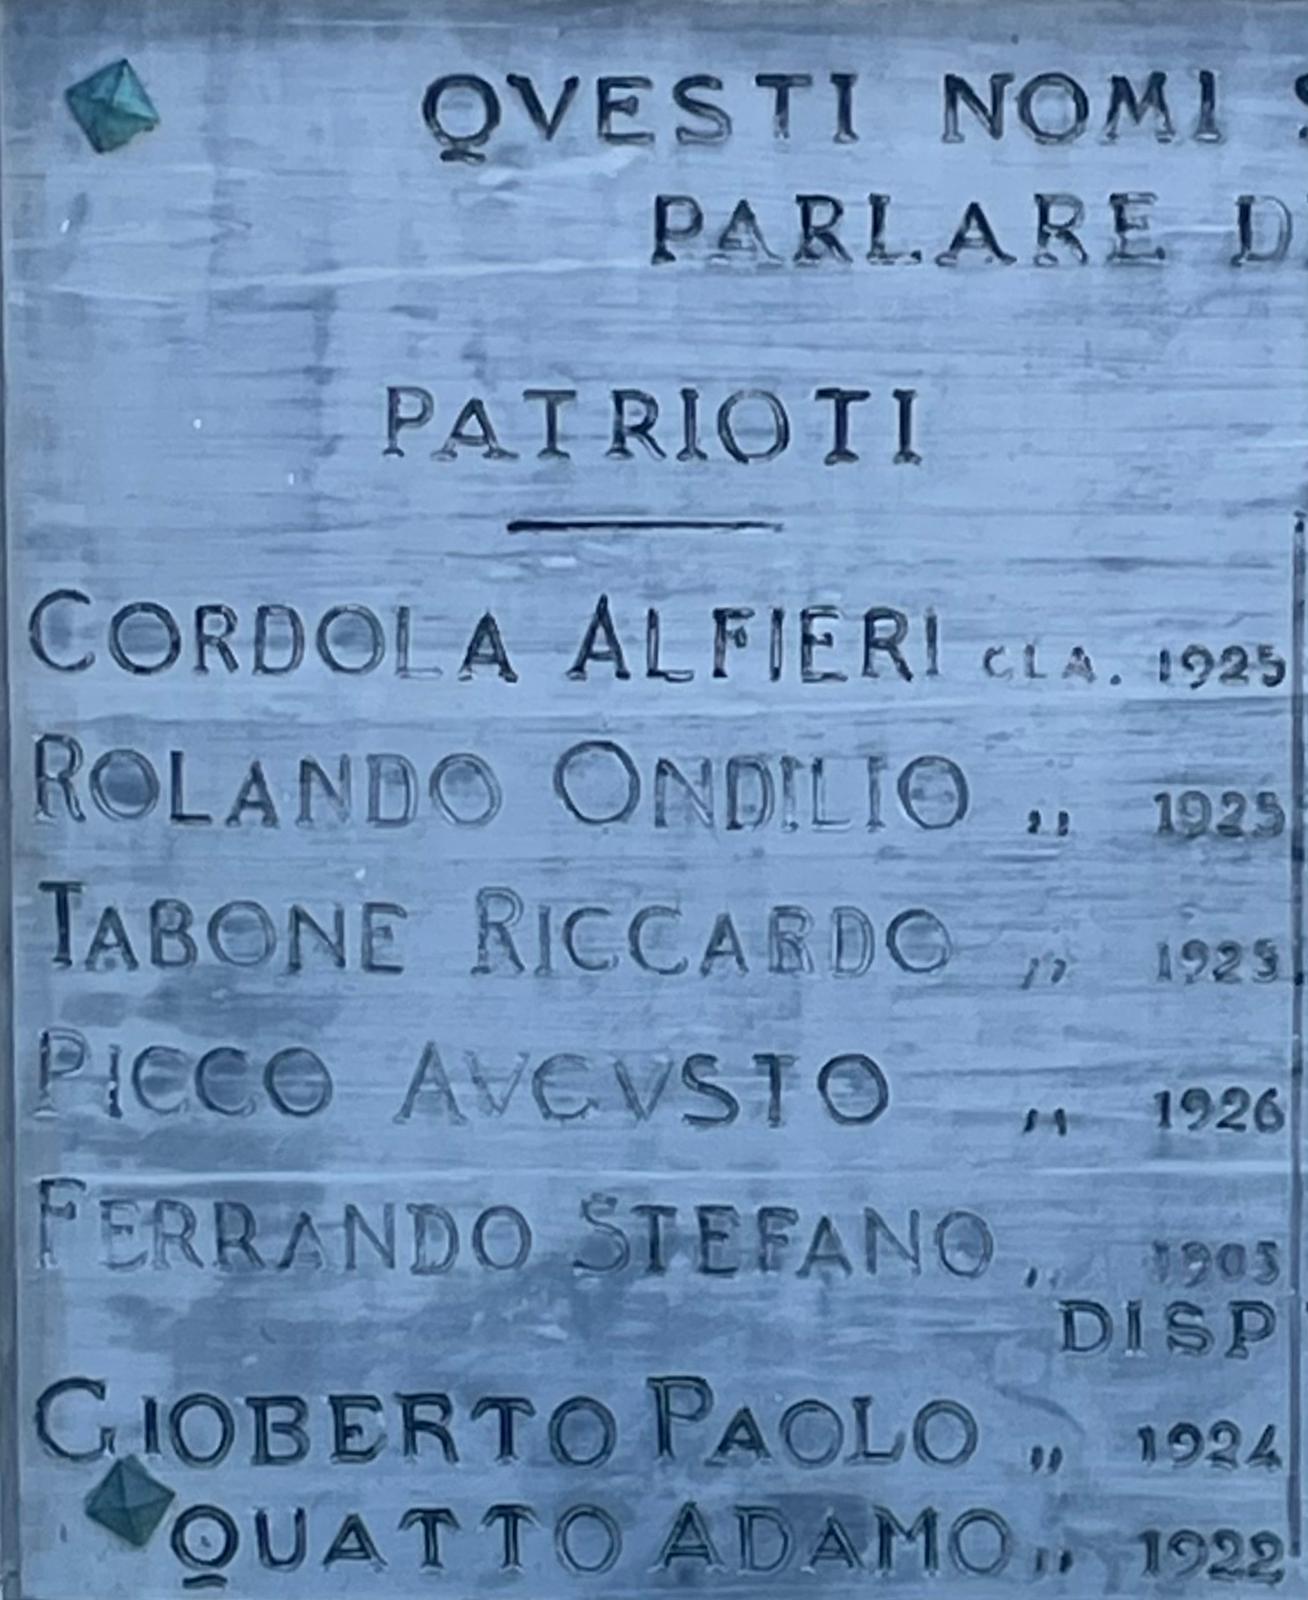 QVESTI NOMI
PARLARE
PATRIOTI
CORDOLA ALFIERI CLA. 1925
ROLANDO ONDILIO ,, 1925
TABONE RICCARDO ,, 1925
PICCO AVGVSTO ,, 1926
FERRANDO STEFANO ,, 1905
DISP
GIOBERTO PAOLO ,, 1924
QUATTO ADAMO ,, 1922